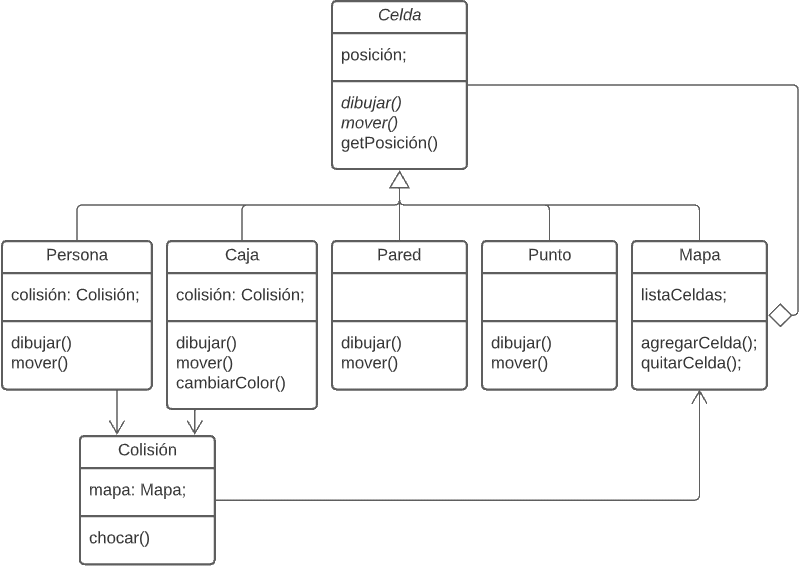 Celda
posición;
dibujar()
mover()
getPosición()
Persona
colisión: Colisión;
dibujar()
mover()
Caja
colisión: Colisión;
dibujar()
mover()
cambiarColor()
Pared
dibujar()
mover()
Punto
dibujar()
mover()
Mapa
listaCeldas;
agregarCelda();
quitarCelda();
Colisión
mapa: Mapa;
chocar()